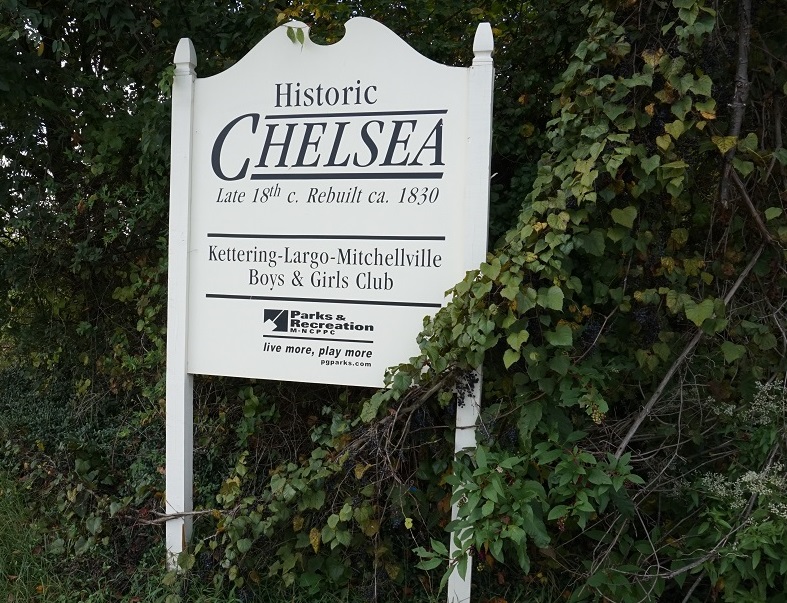 Historic
CHELSEA
Late 18th c. Rebuilt ca. 1830
Kettering-Largo-Mitchellville
Boys & Girls Club
Parks &
Recreation
M-NCPPC
live more, play more
pgparks.com